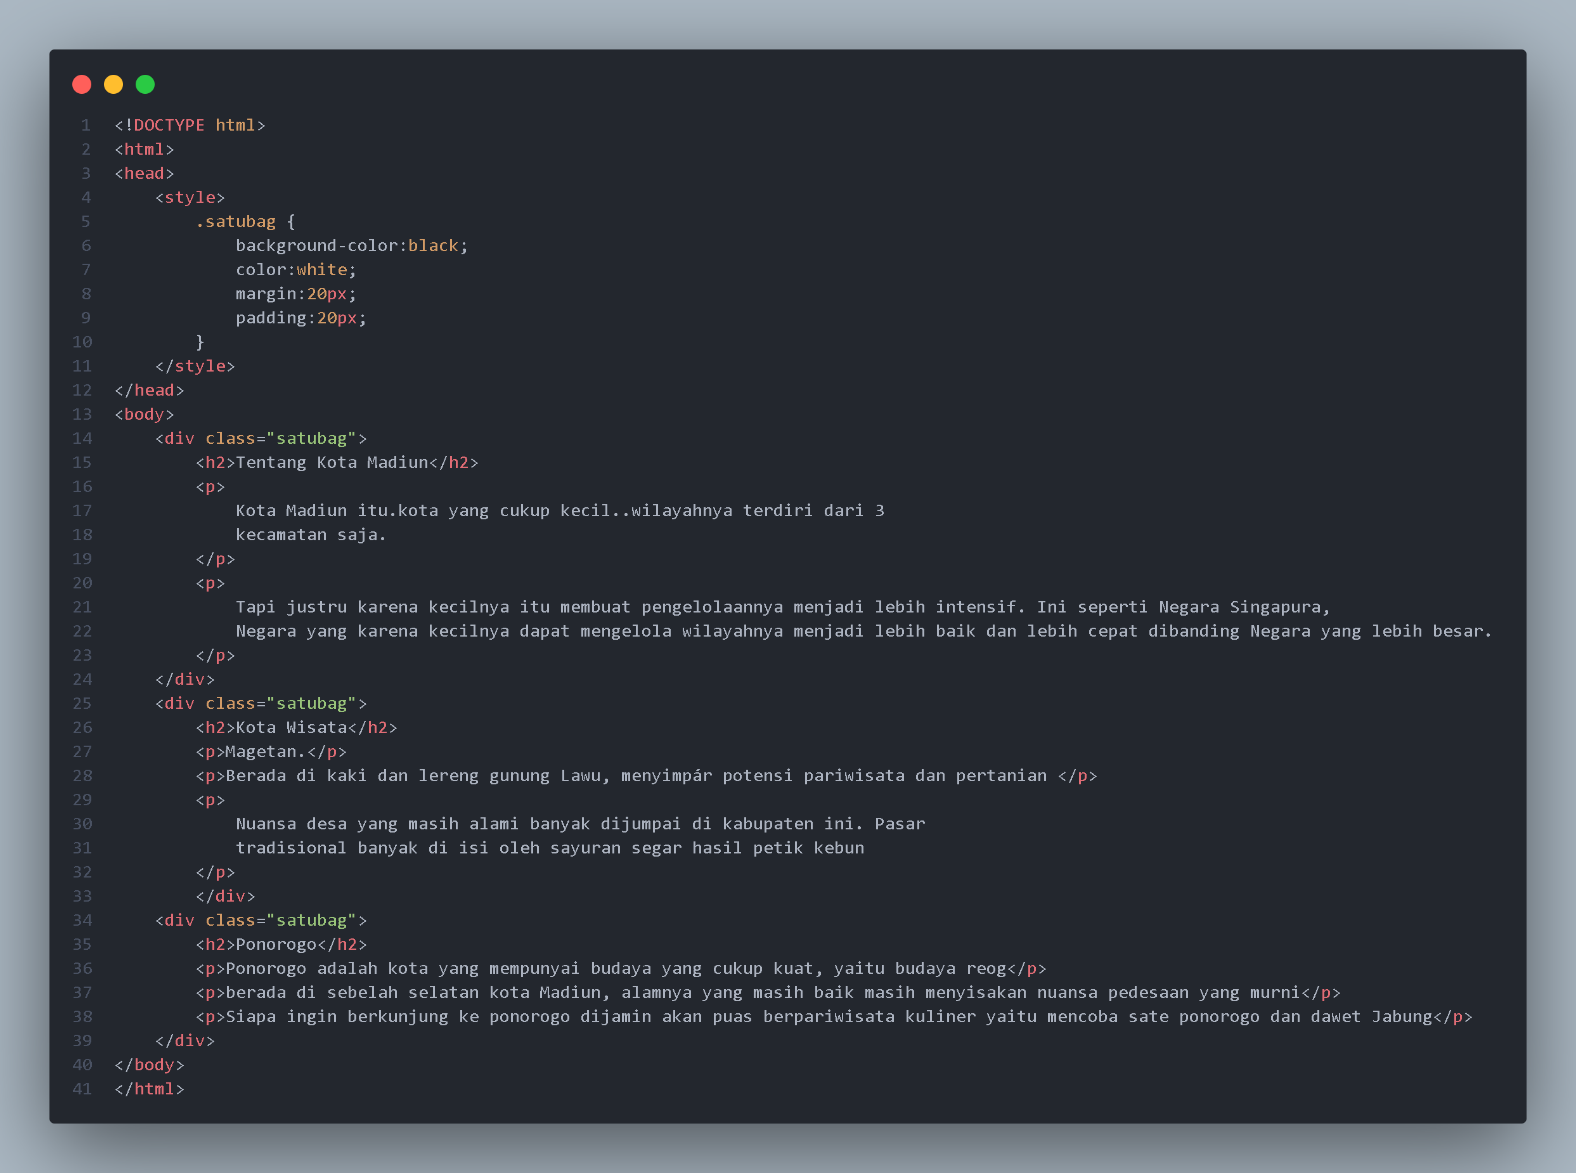 1 <!DOCTYPE html>
2 <html>
3 <head>
4     <style>
5         .satubag {
6             background-color:black;
7             color:white;
8             margin:20px;
9             padding:20px;
10         }
11     </style>
12 </head>
13 <body>
14     <div class="satubag">
15         <h2>Tentang Kota Madiun</h2>
16         <p>
17             Kota Madiun itu.kota yang cukup kecil..wilayahnya terdiri dari 3
18             kecamatan saja.
19         </p>
20         <p>
21             Tapi justru karena kecilnya itu membuat pengelolaannya menjadi lebih intensif. Ini seperti Negara Singapura,
22             Negara yang karena kecilnya dapat mengelola wilayahnya menjadi lebih baik dan lebih cepat dibanding Negara yang lebih besar.
23         </p>
24     </div>
25     <div class="satubag">
26         <h2>Kota Wisata</h2>
27         <p>Magetan.</p>
28         <p>Berada di kaki dan lereng gunung Lawu, menyimpár potensi pariwisata dan pertanian </p>
29         <p>
30             Nuansa desa yang masih alami banyak dijumpai di kabupaten ini. Pasar
31             tradisional banyak di isi oleh sayuran segar hasil petik kebun
32         </p>
33         </div>
34     <div class="satubag">
35         <h2>Ponorogo</h2>
36         <p>Ponorogo adalah kota yang mempunyai budaya yang cukup kuat, yaitu budaya reog</p>
37         <p>berada di sebelah selatan kota Madiun, alamnya yang masih baik masih menyisakan nuansa pedesaan yang murni</p>
38         <p>Siapa ingin berkunjung ke ponorogo dijamin akan puas berpariwisata kuliner yaitu mencoba sate ponorogo dan dawet Jabung</p>
39     </div>
40 </body>
41 </html>